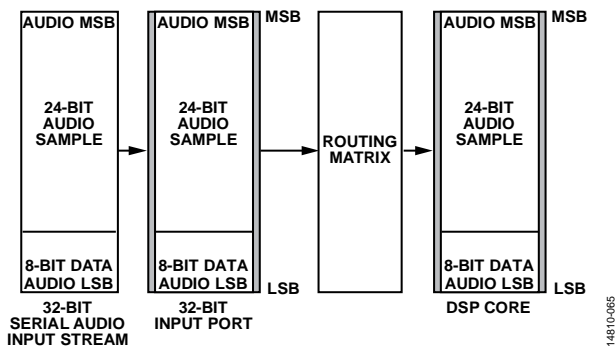 AUDIO MSB
24-BIT
AUDIO
SAMPLE
8-BIT DATA
AUDIO LSB
32-BIT
SERIAL AUDIO
INPUT STREAM
AUDIO MSB
MSB
24-BIT
AUDIO
SAMPLE
8-BIT DATA
AUDIO LSB
LSB
32-BIT
INPUT PORT
ROUTING
MATRIX
AUDIO MSB
MSB
24-BIT
AUDIO
SAMPLE
8-BIT DATA
AUDIO LSB
LSB
DSP CORE
14810-065